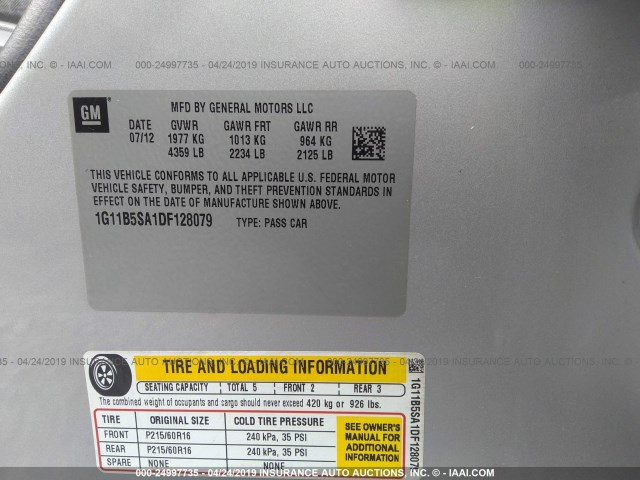 TIONS, INC. - © IAAI.COM 000-24997735 - 04/24/2019 INSURANCE AUTO AUCTIONS, INC. - © IAAI.COM
GM
MFD BY GENERAL MOTORS LLC
DATE GVWR GAWR FRT GAWR RR
07/12 1977 KG 1013 KG 964 KG
4359 LB 2234 LB 2125 LB
THIS VEHICLE CONFORMS TO ALL APPLICABLE U.S. FEDERAL MOTOR
VEHICLE SAFETY, BUMPER, AND THEFT PREVENTION STANDARDS IN
EFFECT ON THE DATE OF MANUFACTURE SHOWN ABOVE.
1G11B5SA1DF128079 TYPE: PASS CAR
000-24997735 - 04/24/2019 INSURANCE AUTO AUCTIONS, INC. - © IAAI.COM
TIRE AND LOADING INFORMATION
SEATING CAPACITY TOTAL 5 FRONT 2 REAR 3
The combined weight of occupants and cargo should never exceed 420 kg or 926 lbs.
TIRE ORIGINAL SIZE COLD TIRE PRESSURE
FRONT P215/60R16 240 kPa, 35 PSI
REAR P215/60R16 240 kPa, 35 PSI
SPARE NONE NONE
SEE OWNER'S
MANUAL FOR
ADDITIONAL
INFORMATION
1G11B5SA1DF128079